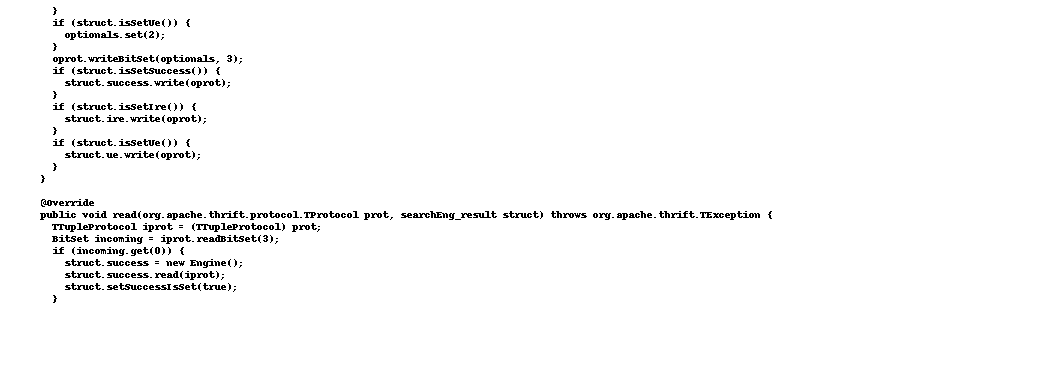 }
if (struct.isSetUe()) {
optionals.set(2);
}
oprot.writeBitSet(optionals, 3);
if (struct.isSetSuccess()) {
struct.success.write(oprot);
}
if (struct.isSetIre()) {
struct.ire.write(oprot);
}
if (struct.isSetUe()) {
struct.ue.write(oprot);
}
}
@Override
public void read(org.apache.thrift.protocol.TProtocol prot, searchEng_result struct) throws org.apache.thrift.TException {
TTupleProtocol iprot = (TTupleProtocol) prot;
BitSet incoming = iprot.readBitSet(3);
if (incoming.get(0)) {
struct.success = new Engine();
struct.success.read(iprot);
struct.setSuccessIsSet(true);
}